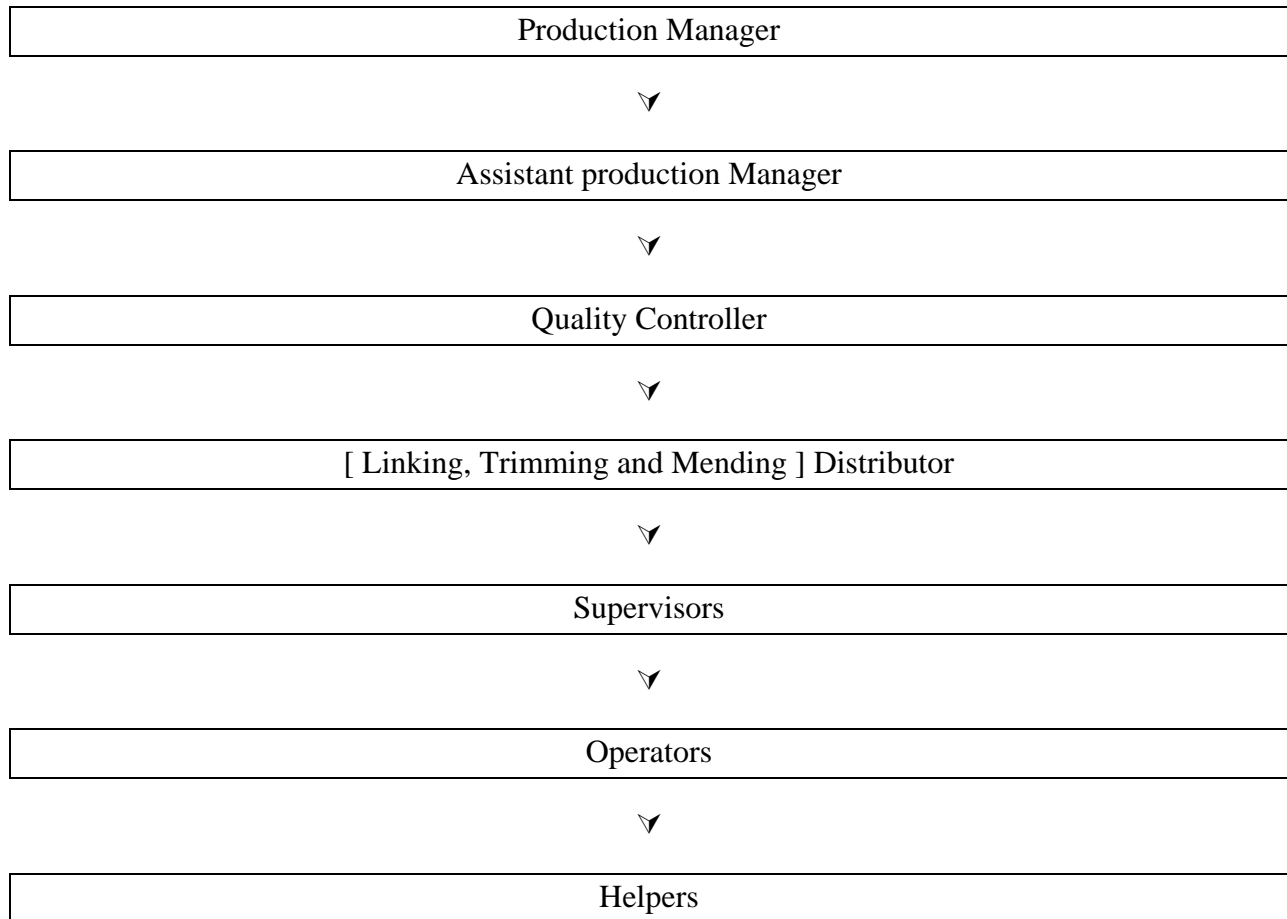 Production Manager
Assistant production Manager
Quality Controller
[ Linking, Trimming and Mending ] Distributor
Supervisors
Operators
Helpers